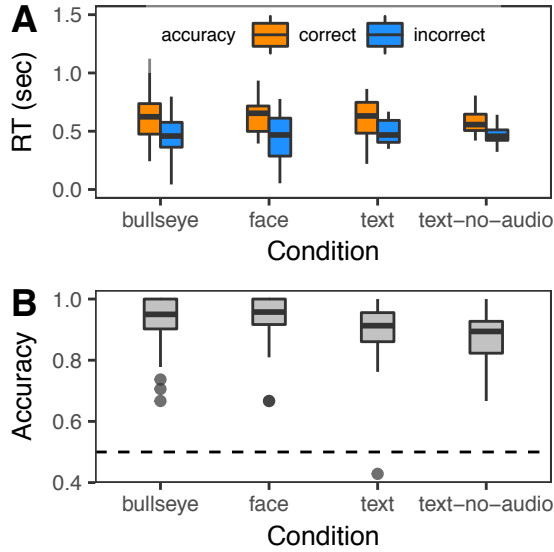 A
accuracy correct incorrect
RT (sec)
1.5
1.0
0.5
0.0
bullseye face text text-no-audio
Condition
B
Accuracy
1.0
0.8
0.6
0.4
bullseye face text text-no-audio
Condition